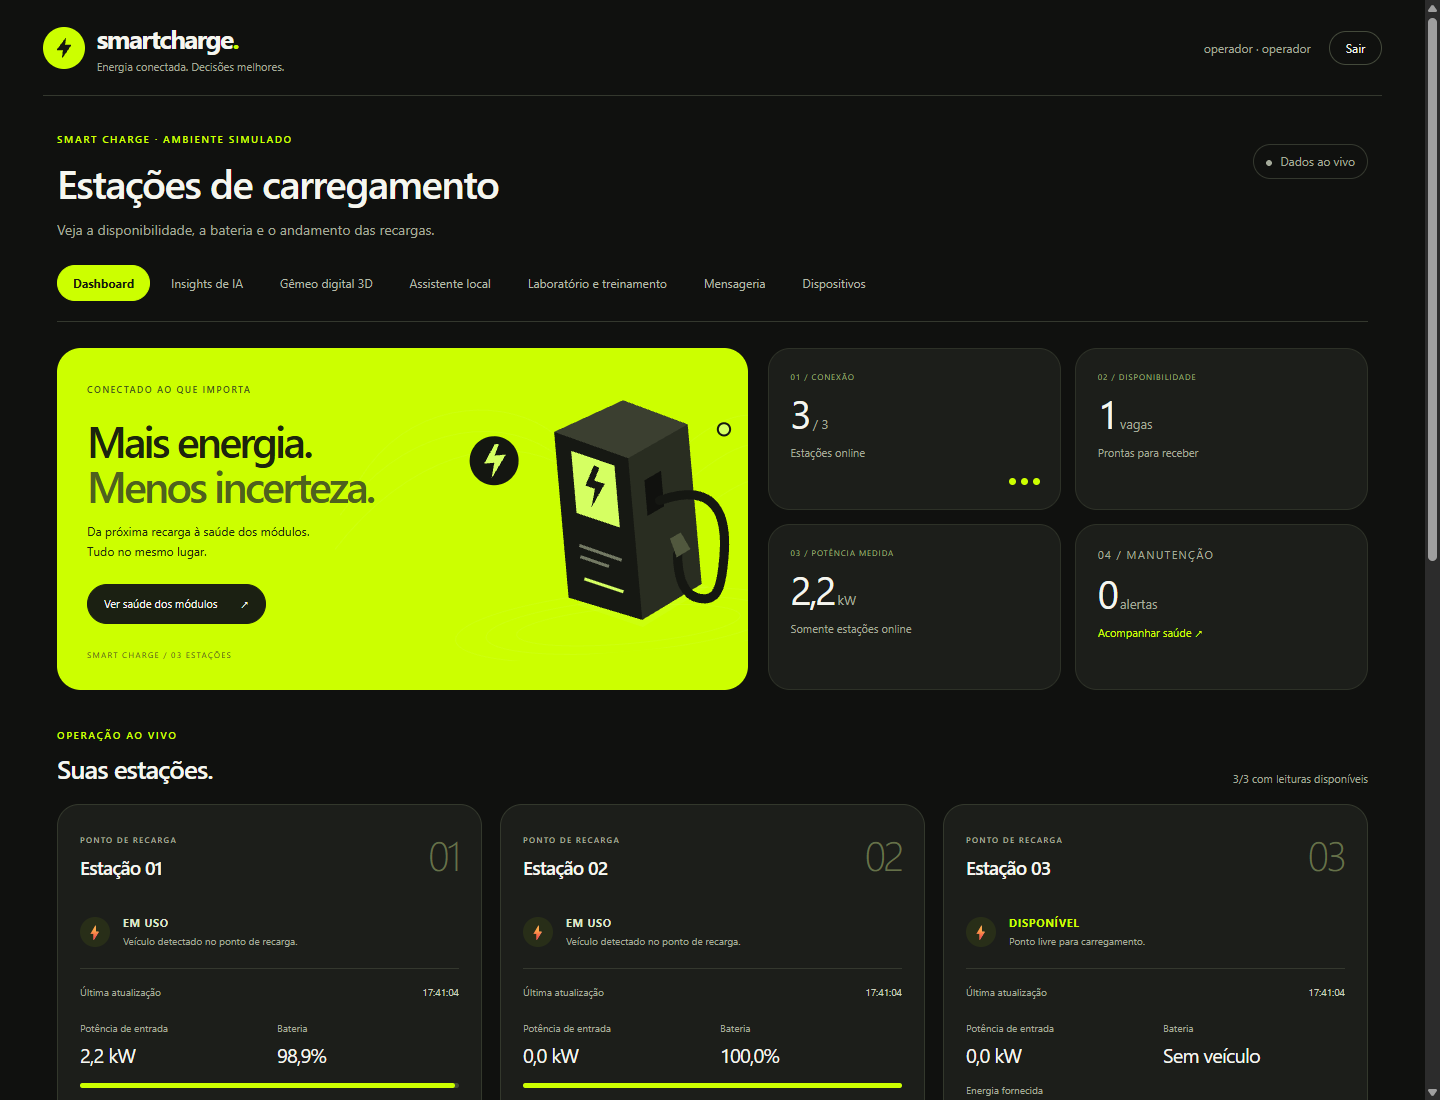 smartcharge.
Energia conectada. Decisões melhores.
operador · operador
Sair
SMART CHARGE · AMBIENTE SIMULADO
Estações de carregamento
Dados ao vivo
Veja a disponibilidade, a bateria e o andamento das recargas.
Dashboard
Insights de IA
Gêmeo digital 3D
Assistente local
Laboratório e treinamento
Mensageria
Dispositivos
CONECTADO AO QUE IMPORTA
Mais energia.
Menos incerteza.
Da próxima recarga à saúde dos módulos.
Tudo no mesmo lugar.
Ver saúde dos módulos ↗
SMART CHARGE / 03 ESTAÇÕES
01 / CONEXÃO
3 / 3
Estações online
02 / DISPONIBILIDADE
1 vagas
Prontas para receber
03 / POTÊNCIA MEDIDA
2,2 kW
Somente estações online
04 / MANUTENÇÃO
0 alertas
Acompanhar saúde ↗
OPERAÇÃO AO VIVO
Suas estações.
3/3 com leituras disponíveis
PONTO DE RECARGA
Estação 01
01
EM USO
Veículo detectado no ponto de recarga.
Última atualização
17:41:04
Potência de entrada
Bateria
2,2 kW
98,9%
PONTO DE RECARGA
Estação 02
02
EM USO
Veículo detectado no ponto de recarga.
Última atualização
17:41:04
Potência de entrada
Bateria
0,0 kW
100,0%
PONTO DE RECARGA
Estação 03
03
DISPONÍVEL
Ponto livre para carregamento.
Última atualização
17:41:04
Potência de entrada
Bateria
0,0 kW
Sem veículo
Energia fornecida